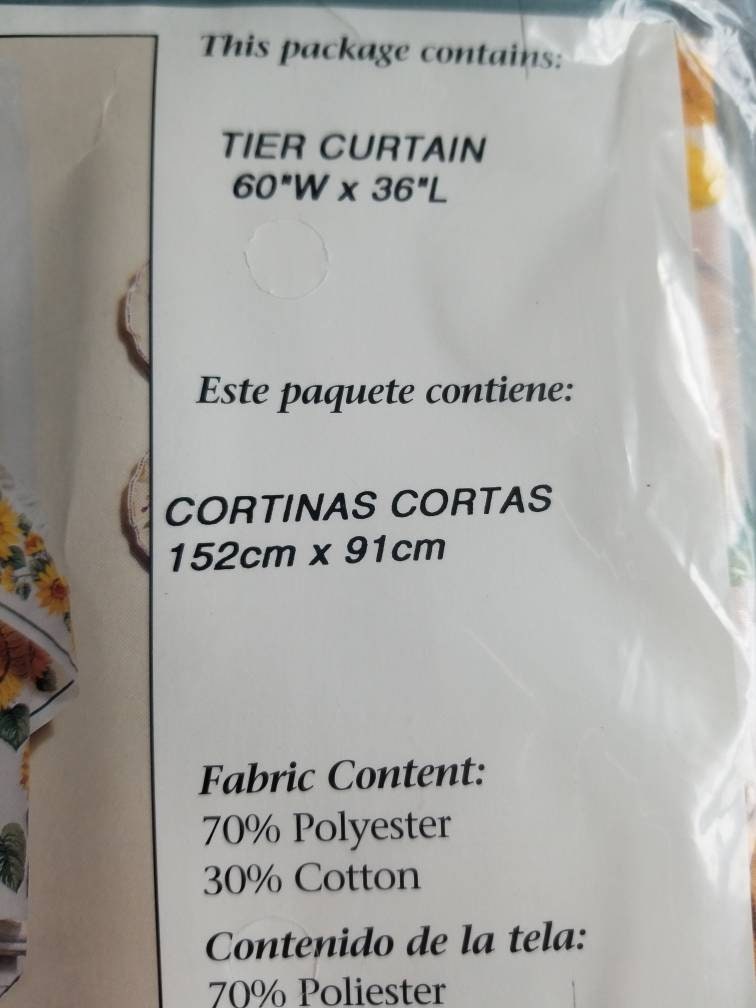 This package contains:
TIER CURTAIN
60"W x 36"L
Este paquete contiene:
CORTINAS CORTAS
152cm x 91cm
Fabric Content:
70% Polyester
30% Cotton
Contenido de la tela:
70% Poliester